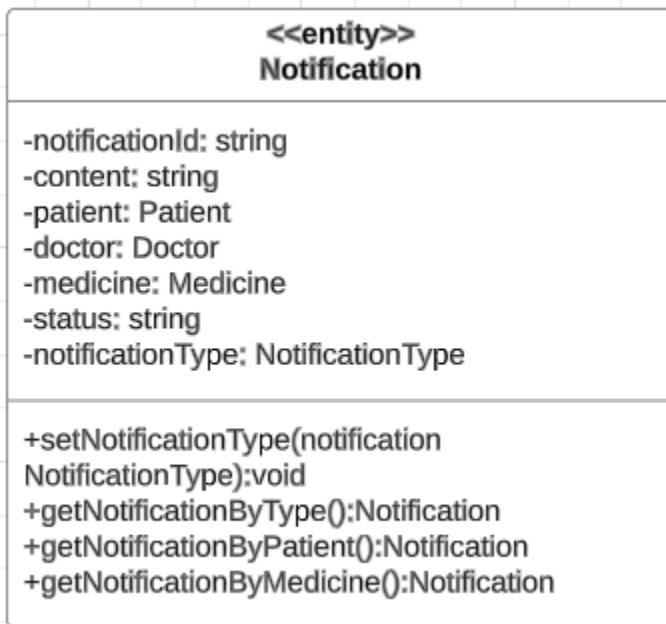 <<entity>>
Notification
-notificationId: string
-content: string
-patient: Patient
-doctor: Doctor
-medicine: Medicine
-status: string
-notificationType: NotificationType
+setNotificationType(notification
NotificationType):void
+getNotificationByType():Notification
+getNotificationByPatient():Notification
+getNotificationByMedicine():Notification